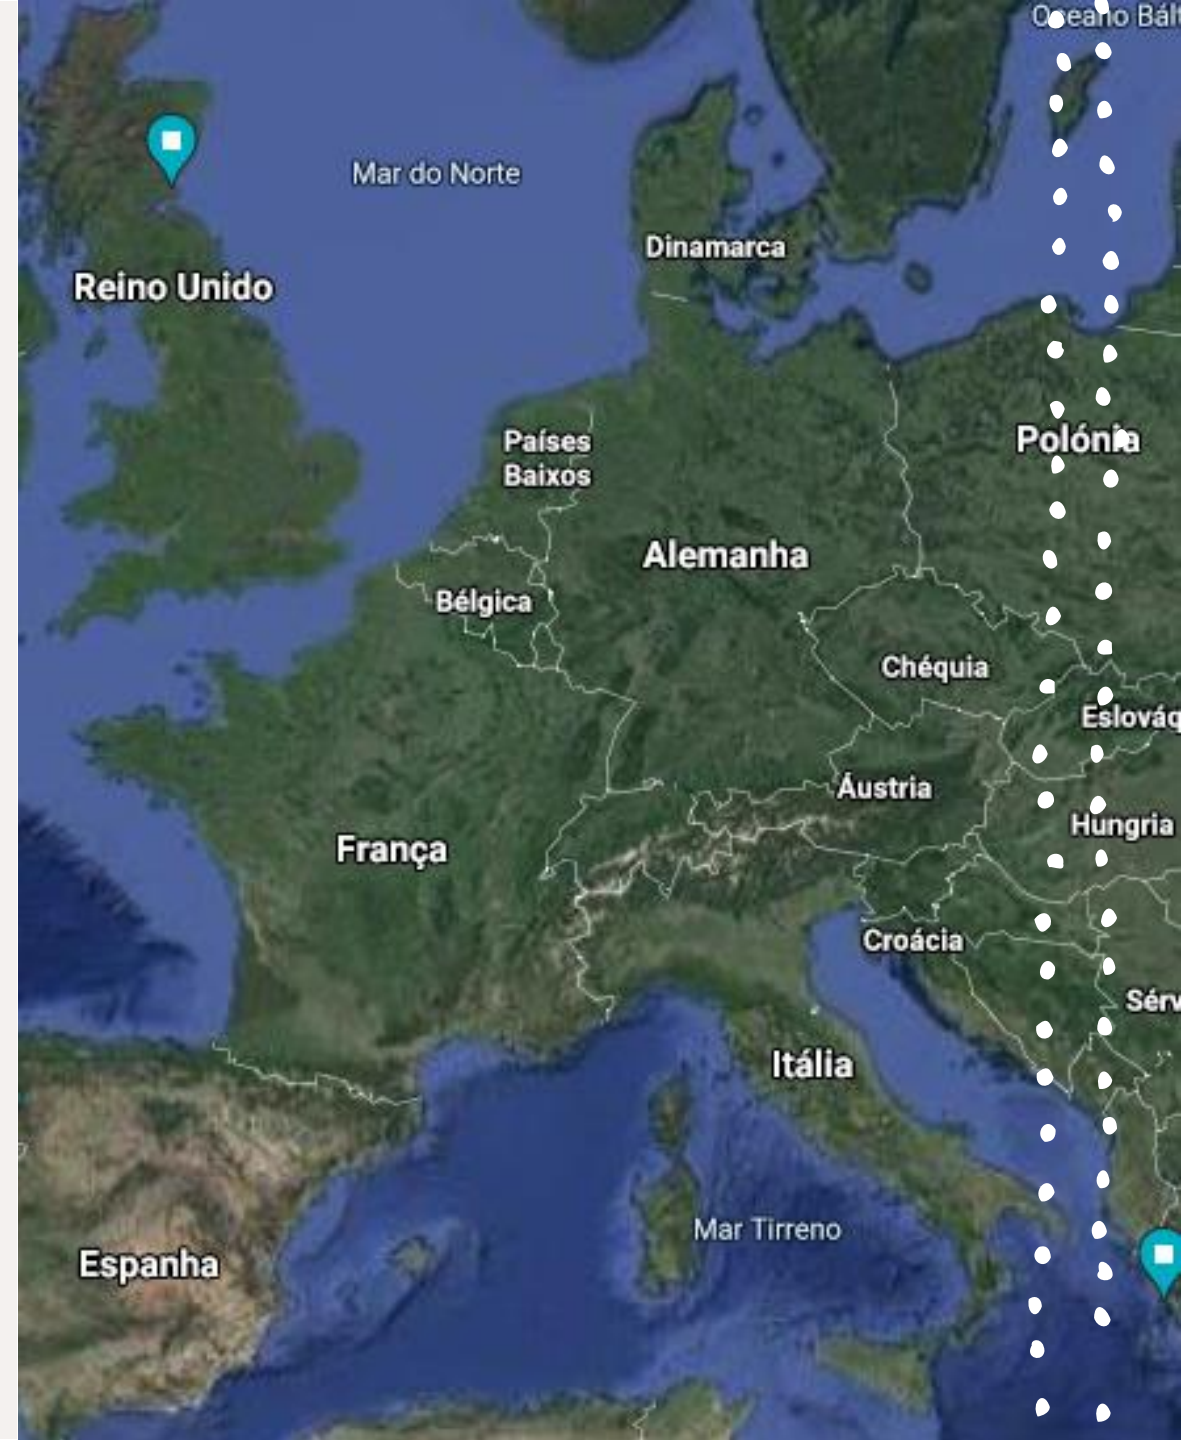 Oceano Bált
Mar do Norte
Dinamarca
Reino Unido
Países
Baixos
Polónia
Alemanha
Bélgica
Chéquia
Eslováq
Áustria
Hungria
França
Croácia
Sérv
Itália
Mar Tirreno
Espanha